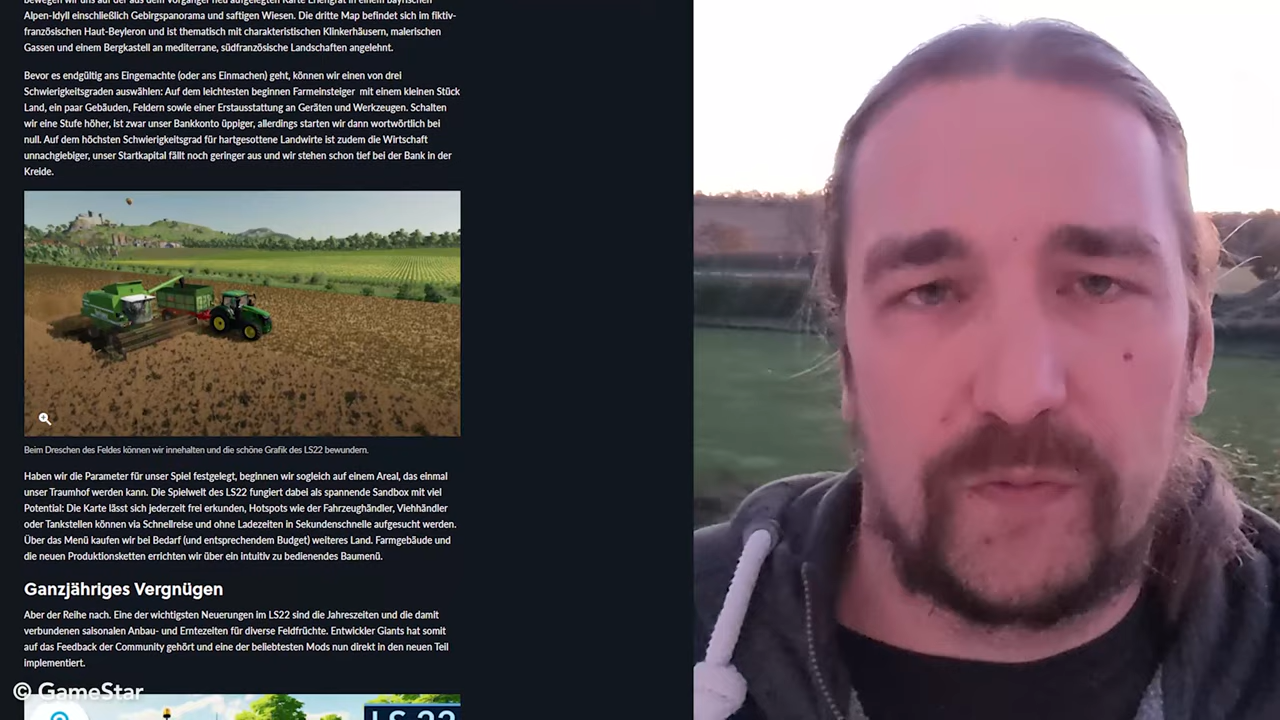 bewegen wir uns auf der aus dem Vorgänger neu aufgelegten Karte Erlengrat in einem bayrischen
Alpen-Idyll einschließlich Gebirgspanorama und saftigen Wiesen. Die dritte Map befindet sich im fiktiv-
französischen Haut-Beyleron und ist thematisch mit charakteristischen Klinkerhäusern, malerischen
Gassen und einem Bergkastell an mediterrane, südfranzösische Landschaften angelehnt.
Bevor es endgültig ans Eingemachte (oder ans Einmachen) geht, können wir einen von drei
Schwierigkeitsgraden auswählen: Auf dem leichtesten beginnen Farmeinsteiger mit einem kleinen Stück
Land, ein paar Gebäuden, Feldern sowie einer Erstausstattung an Geräten und Werkzeugen. Schalten
wir eine Stufe höher, ist zwar unser Bankkonto üppiger, allerdings starten wir dann wortwörtlich bei
null. Auf dem höchsten Schwierigkeitsgrad für hartgesottene Landwirte ist zudem die Wirtschaft
unnachgiebiger, unser Startkapital fällt noch geringer aus und wir stehen schon tief bei der Bank in der
Kreide.
Beim Dreschen des Feldes können wir innehalten und die schöne Grafik des LS22 bewundern.
Haben wir die Parameter für unser Spiel festgelegt, beginnen wir sogleich auf einem Areal, das einmal
unser Traumhof werden kann. Die Spielwelt des LS22 fungiert dabei als spannende Sandbox mit viel
Potential: Die Karte lässt sich jederzeit frei erkunden, Hotspots wie der Fahrzeughändler, Viehhändler
oder Tankstellen können via Schnellreise und ohne Ladezeiten in Sekundenschnelle aufgesucht werden.
Über das Menü kaufen wir bei Bedarf (und entsprechendem Budget) weiteres Land. Farmgebäude und
die neuen Produktionsketten errichten wir über ein intuitiv zu bedienendes Baumenü.
Ganzjähriges Vergnügen
Aber der Reihe nach. Eine der wichtigsten Neuerungen im LS22 sind die Jahreszeiten und die damit
verbundenen saisonalen Anbau- und Erntezeiten für diverse Feldfrüchte. Entwickler Giants hat somit
auf das Feedback der Community gehört und eine der beliebtesten Mods nun direkt in den neuen Teil
implementiert.
© GameStar
LS 22